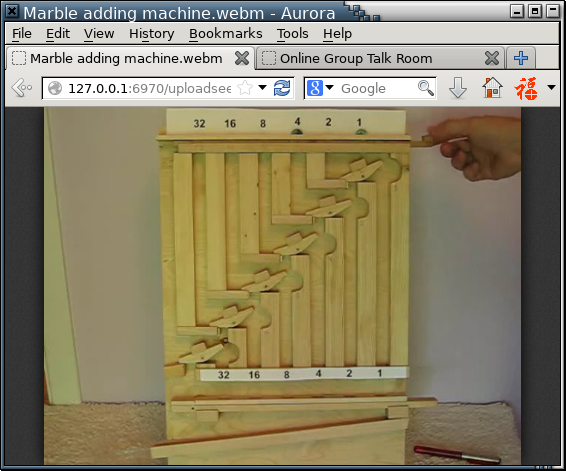 Marble adding machine.webm - Aurora
File Edit View History Bookmarks Tools Help
Marble adding machine.webm Online Group Talk Room
127.0.0.1:6970/uploadsee Google
福
32 16 8 4 2 1
32 16 8 4 2 1